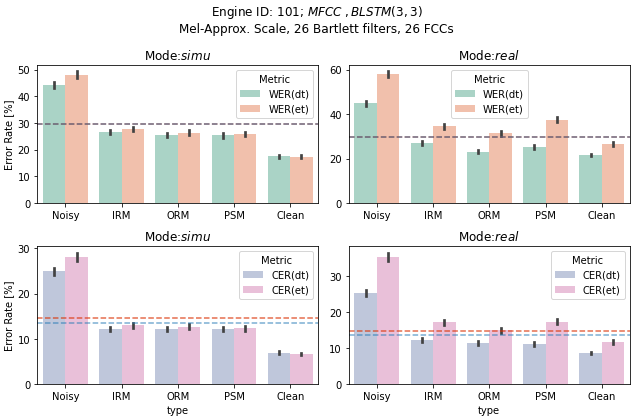 Engine ID: 101; MFCC ,BLSTM(3, 3)
Mel-Approx. Scale, 26 Bartlett filters, 26 FCCs
Mode:simu
50
40
30
20
10
0
Error Rate [%]
Metric
WER(dt)
WER(et)
Noisy IRM ORM PSM Clean
Mode:real
60
40
20
0
Metric
WER(dt)
WER(et)
Noisy IRM ORM PSM Clean
Mode:simu
30
20
10
0
Error Rate [%]
Metric
CER(dt)
CER(et)
Noisy IRM ORM PSM Clean
type
Mode:real
30
20
10
0
Metric
CER(dt)
CER(et)
Noisy IRM ORM PSM Clean
type